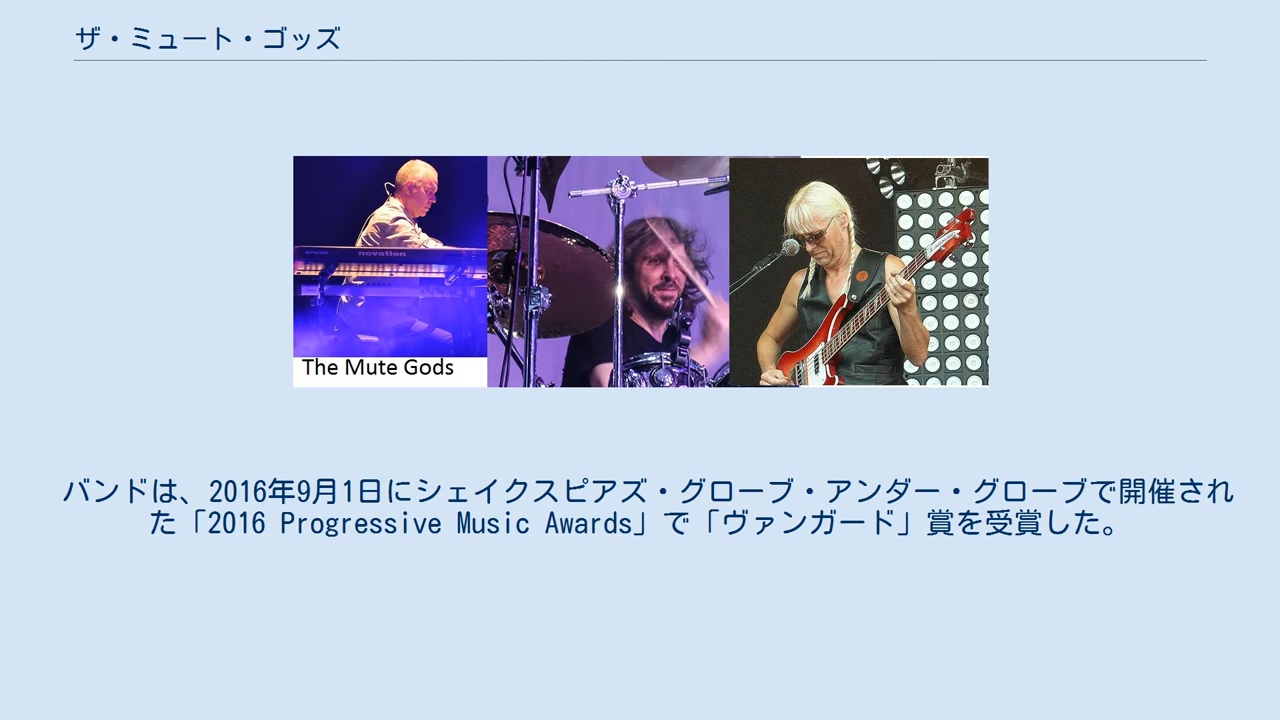 ザ・ミュート・ゴッズ
novation
The Mute Gods
バンドは、2016年9月1日にシェイクスピアズ・グローブ・アンダー・グローブで開催され
た「2016 Progressive Music Awards」で「ヴァンガード」賞を受賞した。